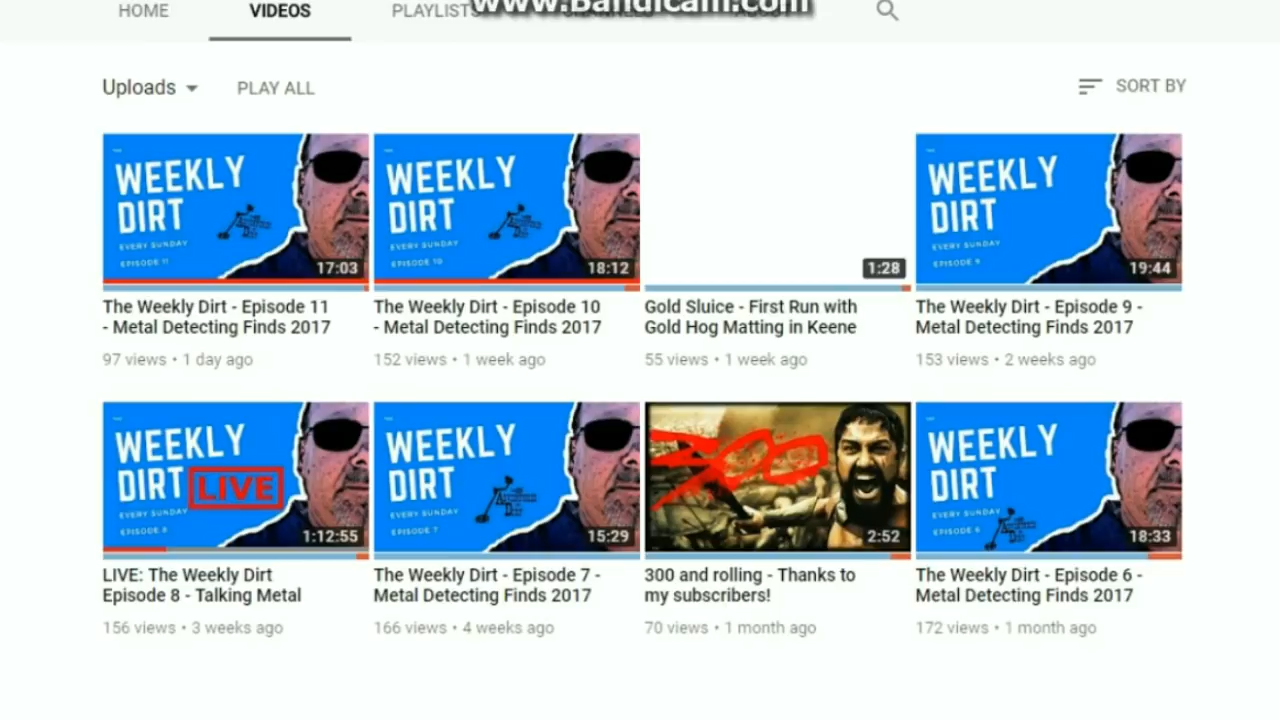 www.Bandicam.com
HOME VIDEOS PLAYLISTS
Uploads PLAY ALL SORT BY
WEEKLY
DIRT
EVERY SUNDAY
EPISODE 11
17:03
WEEKLY
DIRT
EVERY SUNDAY
EPISODE 10
18:12
1:28
WEEKLY
DIRT
EVERY SUNDAY
EPISODE 9
19:44
The Weekly Dirt - Episode 11
- Metal Detecting Finds 2017
97 views • 1 day ago
The Weekly Dirt - Episode 10
- Metal Detecting Finds 2017
152 views • 1 week ago
Gold Sluice - First Run with
Gold Hog Matting in Keene
55 views • 1 week ago
The Weekly Dirt - Episode 9 -
Metal Detecting Finds 2017
153 views • 2 weeks ago
WEEKLY
DIRT LIVE
EVERY SUNDAY
EPISODE 8
1:12:55
WEEKLY
DIRT
EVERY SUNDAY
EPISODE 7
15:29
300
2:52
WEEKLY
DIRT
EVERY SUNDAY
EPISODE 6
18:33
LIVE: The Weekly Dirt
Episode 8 - Talking Metal
156 views • 3 weeks ago
The Weekly Dirt - Episode 7 -
Metal Detecting Finds 2017
166 views • 4 weeks ago
300 and rolling - Thanks to
my subscribers!
70 views • 1 month ago
The Weekly Dirt - Episode 6 -
Metal Detecting Finds 2017
172 views • 1 month ago